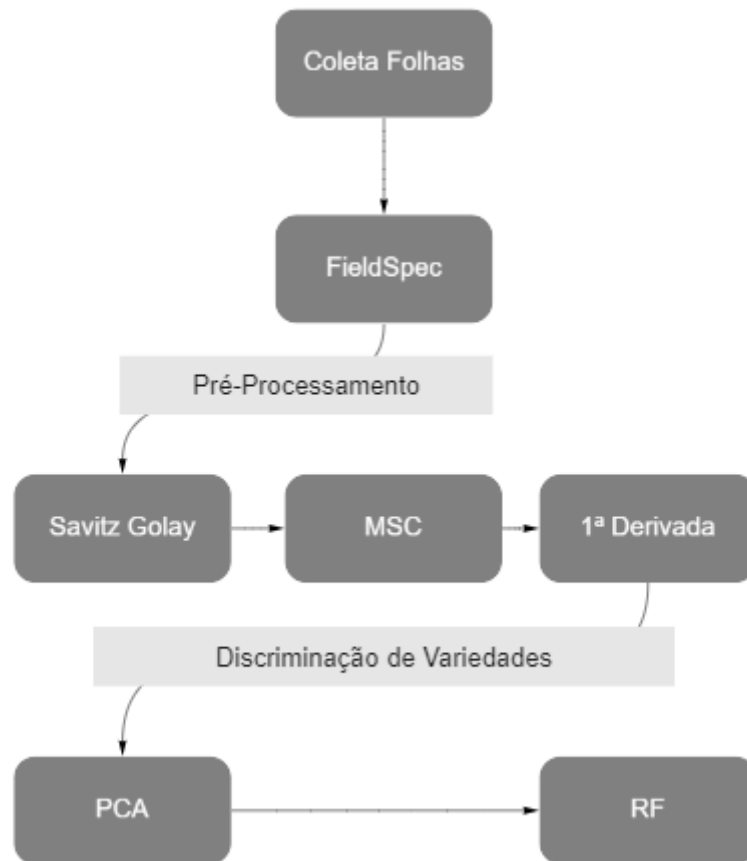 Coleta Folhas
FieldSpec
Pré-Processamento
Savitz Golay
MSC
1ª Derivada
Discriminação de Variedades
PCA
RF